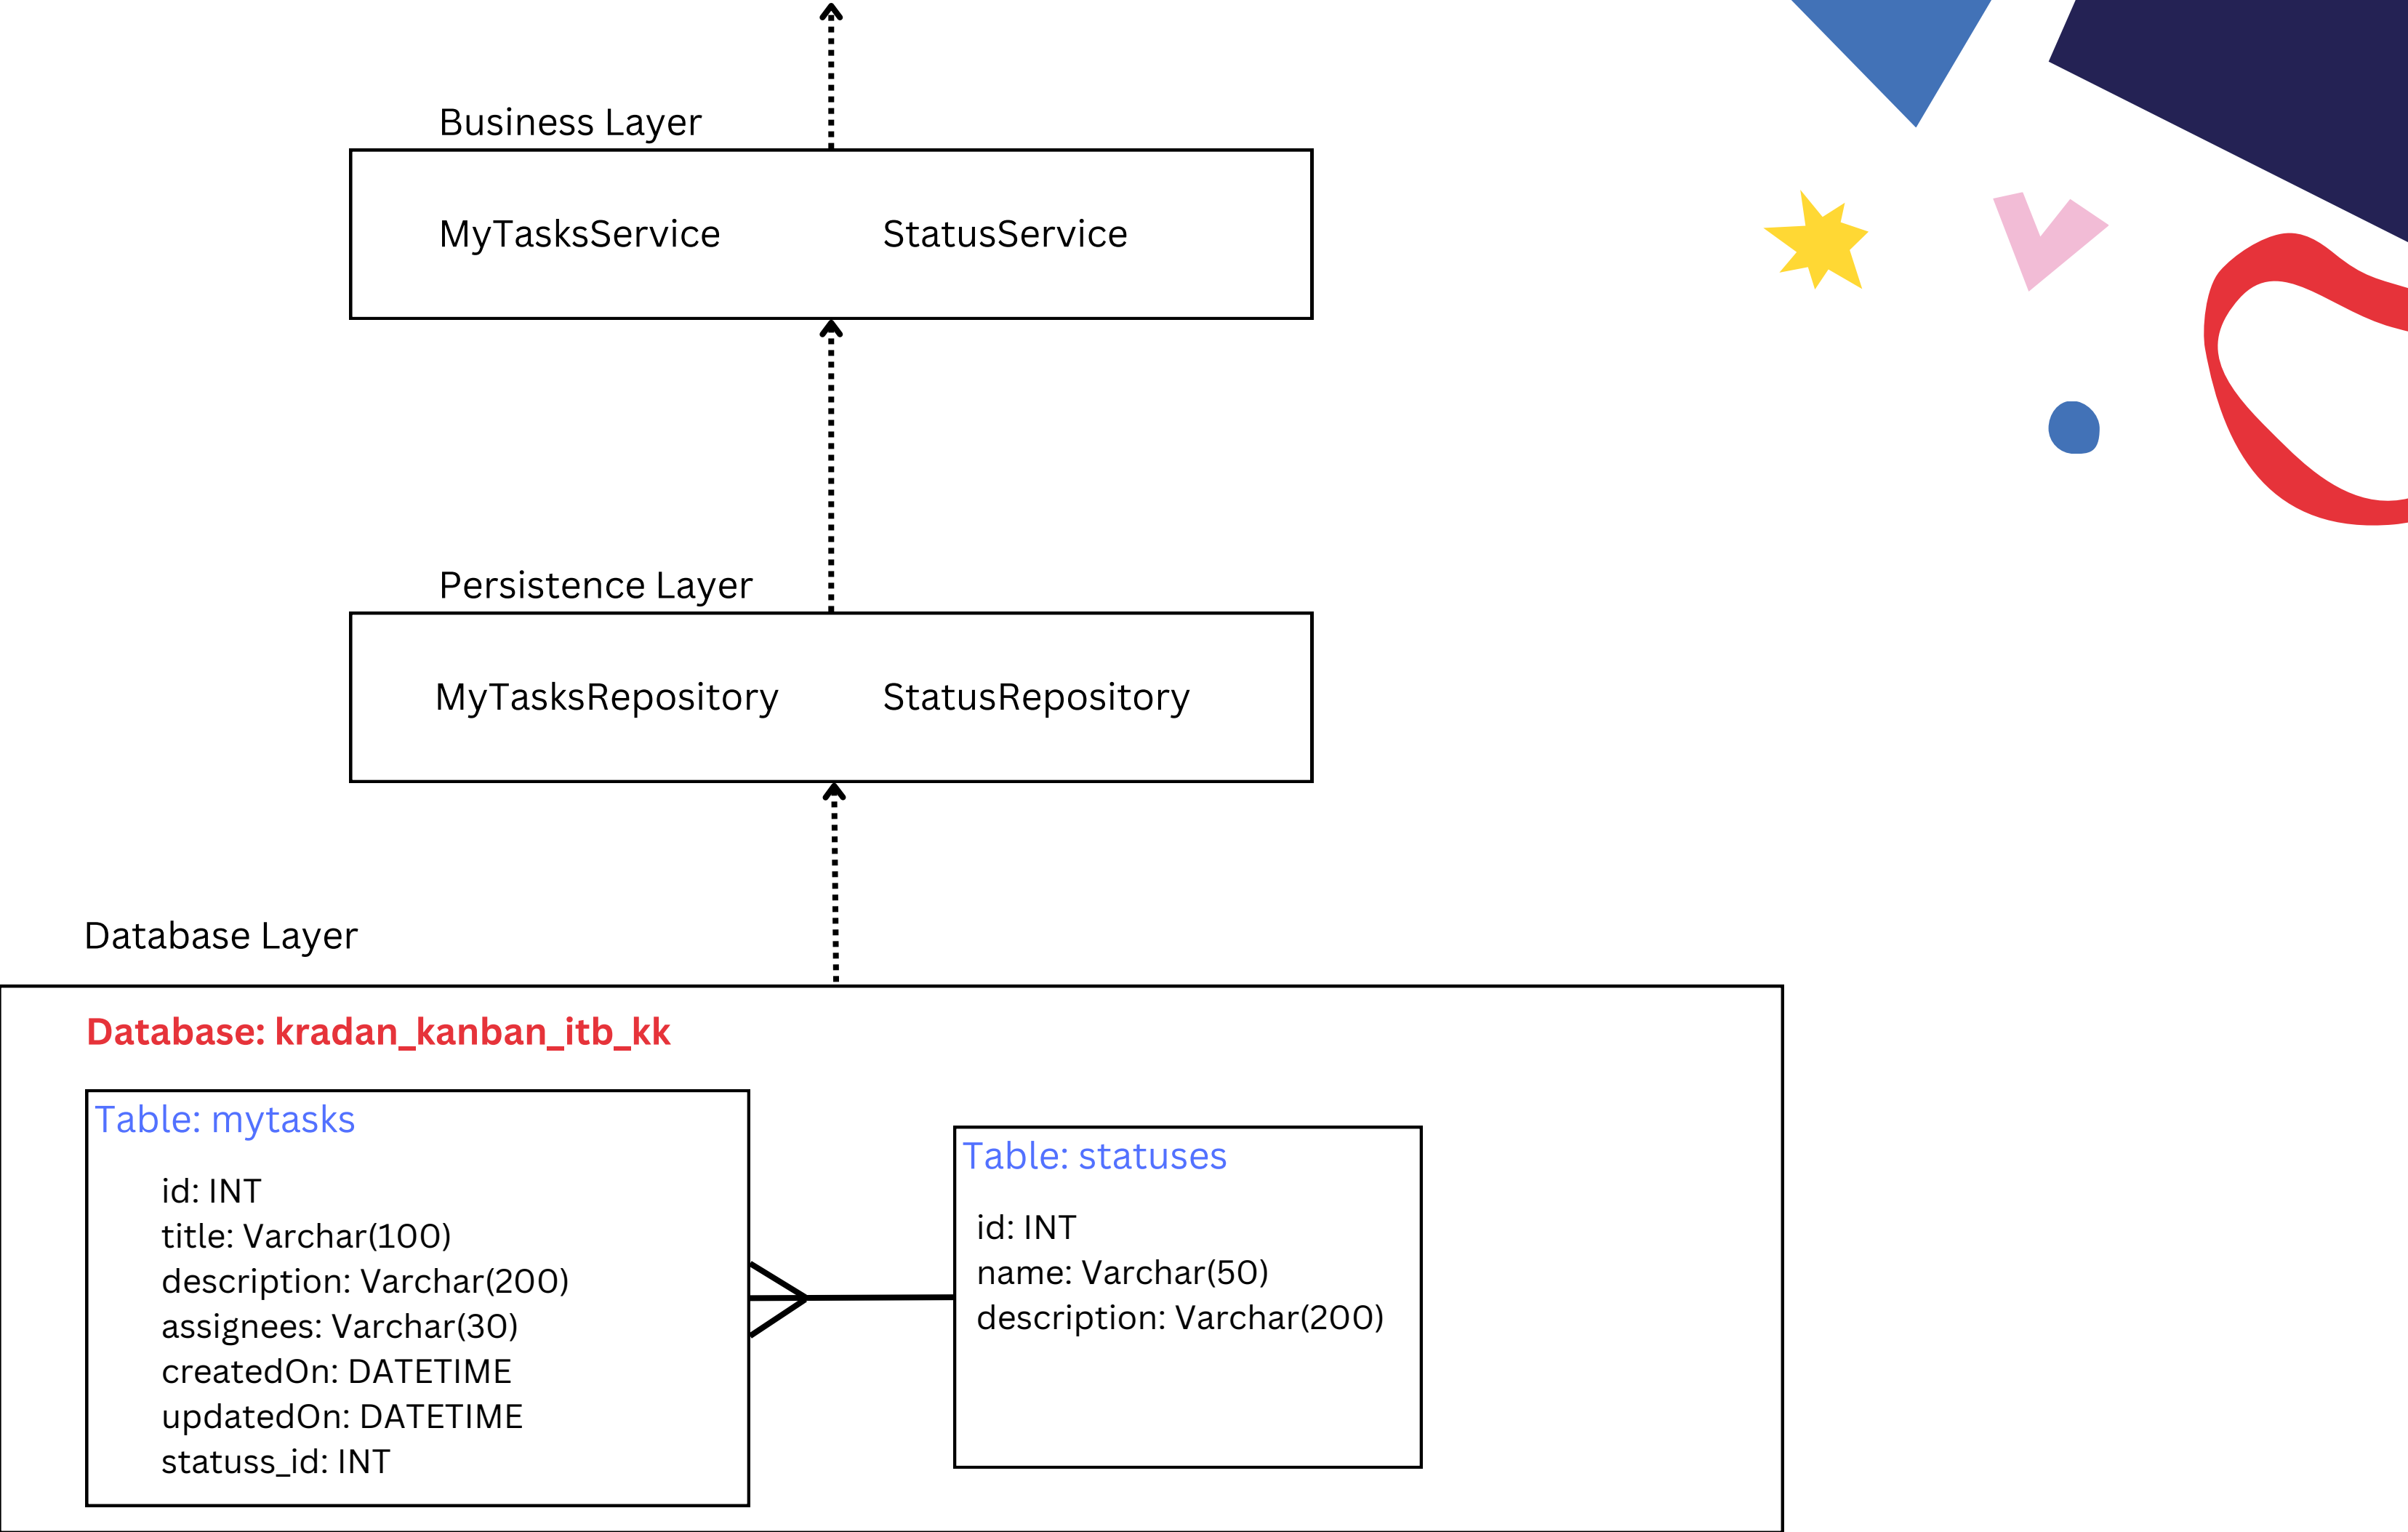 Business Layer
MyTasksService
StatusService
Persistence Layer
MyTasksRepository
StatusRepository
Database Layer
Database: kradan_kanban_itb_kk
Table: mytasks
id: INT
title: Varchar(100)
description: Varchar(200)
assignees: Varchar(30)
createdOn: DATETIME
updatedOn: DATETIME
statuss_id: INT
Table: statuses
id: INT
name: Varchar(50)
description: Varchar(200)